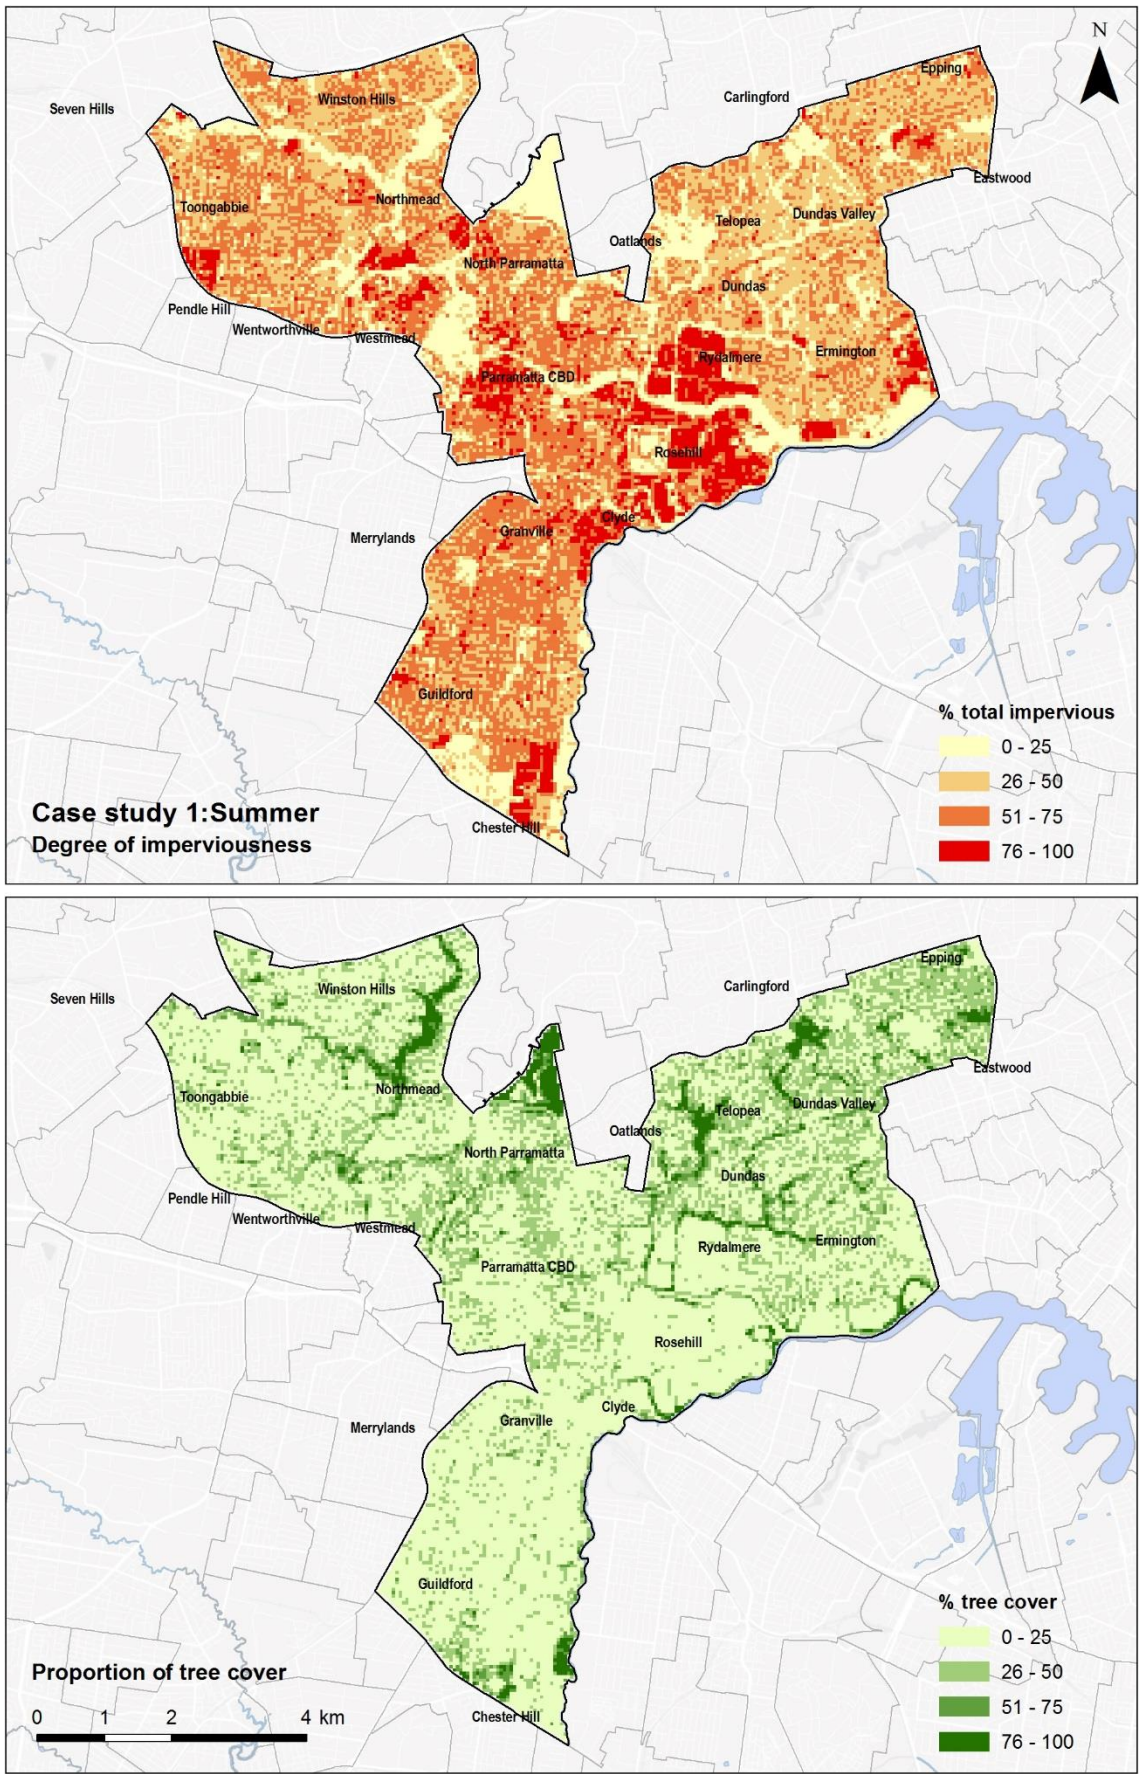 N
Epping
Carlingford
Winston Hills
Seven Hills
Eastwood
Northmead
Toongabbie
Dundas Valley
Telopea
Oatlands
North Parramatta
Dundas
Pendle Hill
Wentworthville
Westmead
Ermington
Rydalmere
Parramatta CBD
Rosehill
Clyde
Granville
Merrylands
Guildford
% total impervious
0 - 25
26 - 50
51 - 75
76 - 100
Case study 1:Summer
Degree of imperviousness
Chester Hill
Epping
Carlingford
Winston Hills
Seven Hills
Eastwood
Northmead
Toongabbie
Dundas Valley
Telopea
Oatlands
North Parramatta
Dundas
Pendle Hill
Wentworthville
Westmead
Ermington
Rydalmere
Parramatta CBD
Rosehill
Clyde
Granville
Merrylands
Guildford
% tree cover
0 - 25
26 - 50
51 - 75
76 - 100
Proportion of tree cover
0 1 2 4 km
Chester Hill